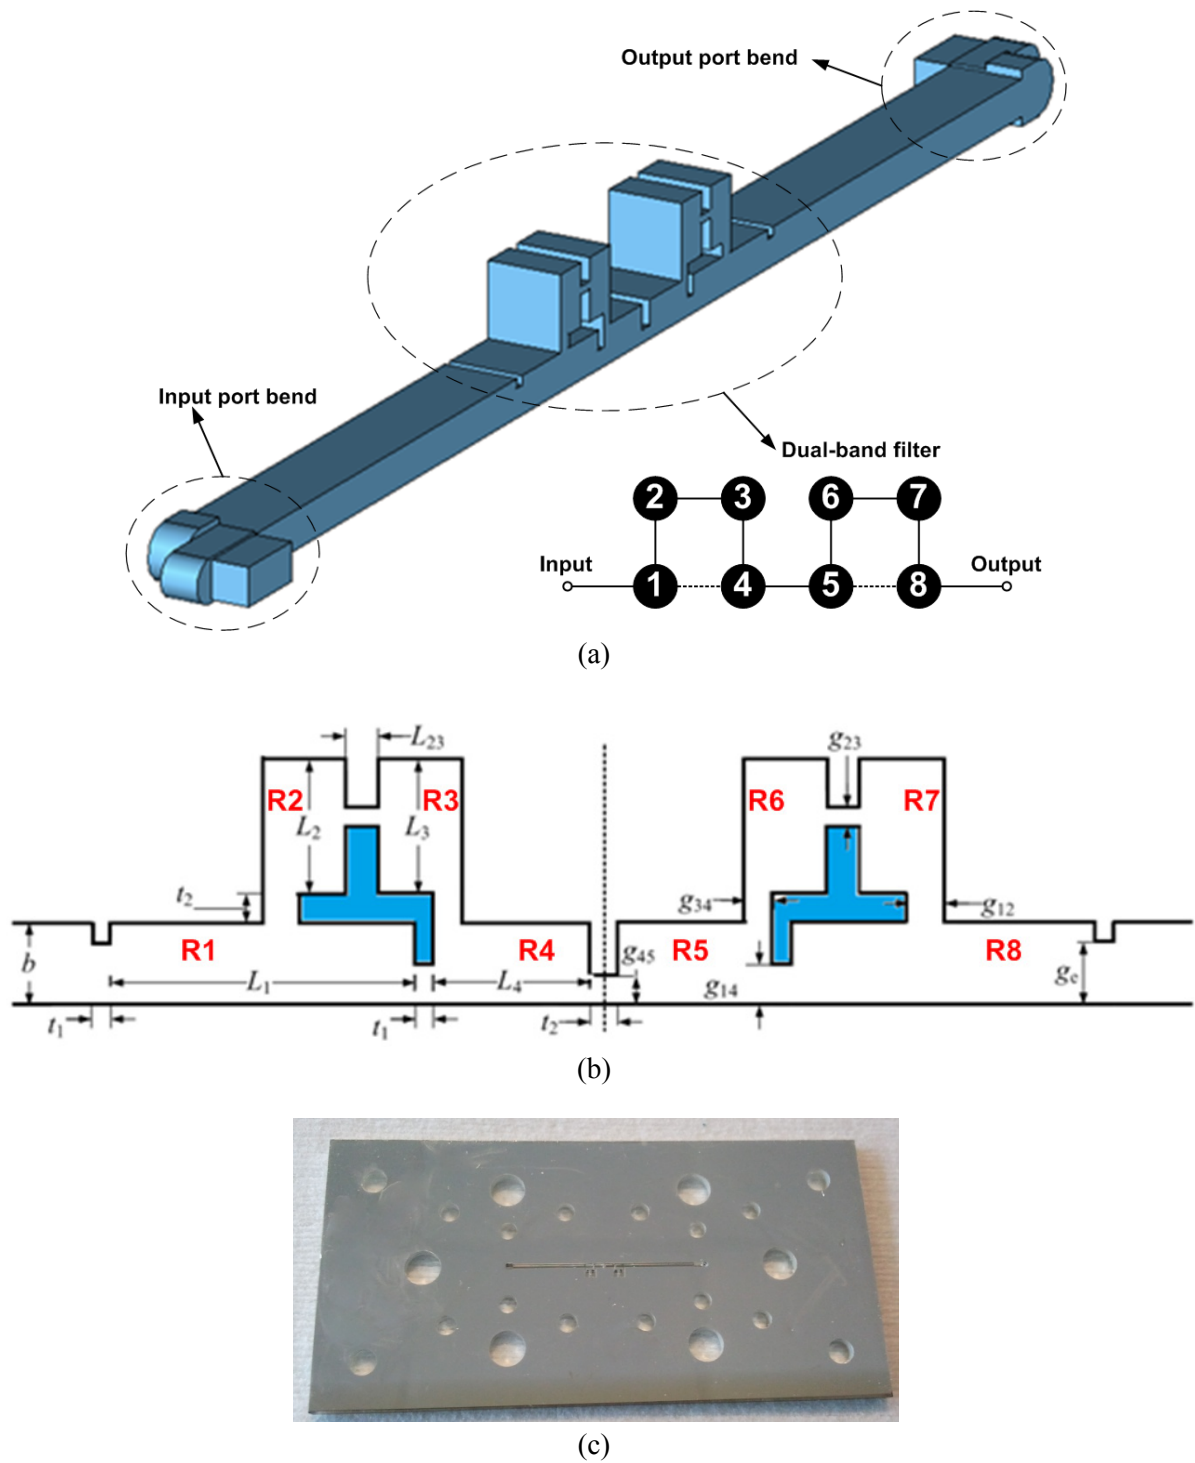 Output port bend
Input port bend
Dual-band filter
2 3 6 7
Input Output
1 4 5 8
(a)
L23 g23
R2 R3 R6 R7
L2 L3
t2 g34 g12
R1 R4 g45 R5 R8
b L1 L4 g14 ge
t1 t1 t2
(b)
(c)